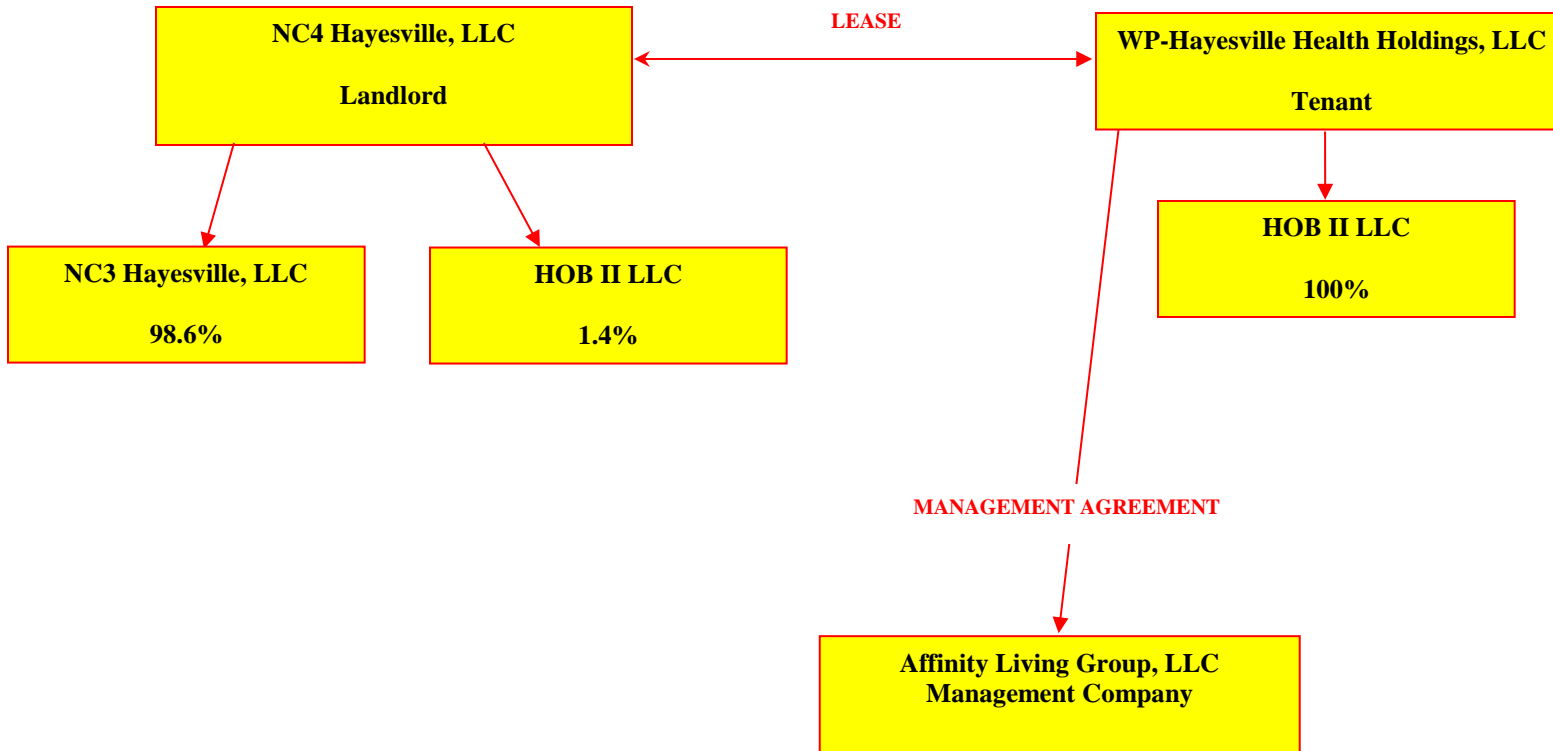 LEASE
NC4 Hayesville, LLC
Landlord
WP-Hayesville Health Holdings, LLC
Tenant
NC3 Hayesville, LLC
98.6%
HOB II LLC
1.4%
HOB II LLC
100%
MANAGEMENT AGREEMENT
Affinity Living Group, LLC
Management Company